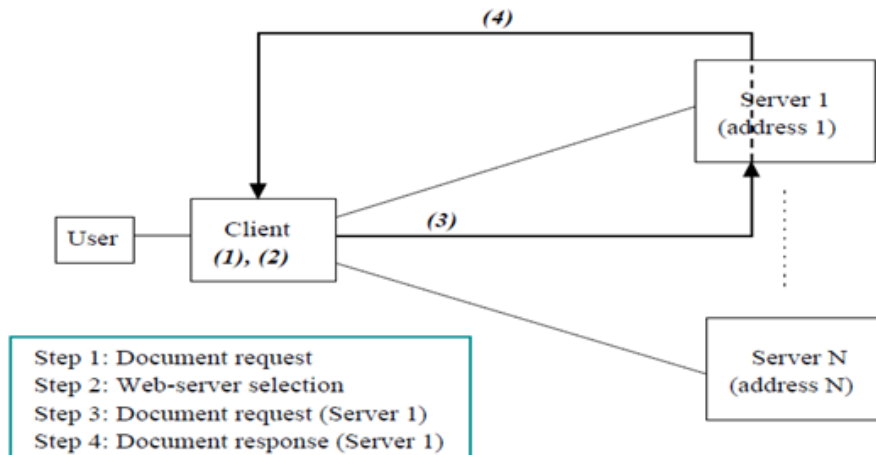 (4)
Server 1
(address 1)
(3)
User
Client
(1), (2)
Server N
(address N)
Step 1: Document request
Step 2: Web-server selection
Step 3: Document request (Server 1)
Step 4: Document response (Server 1)